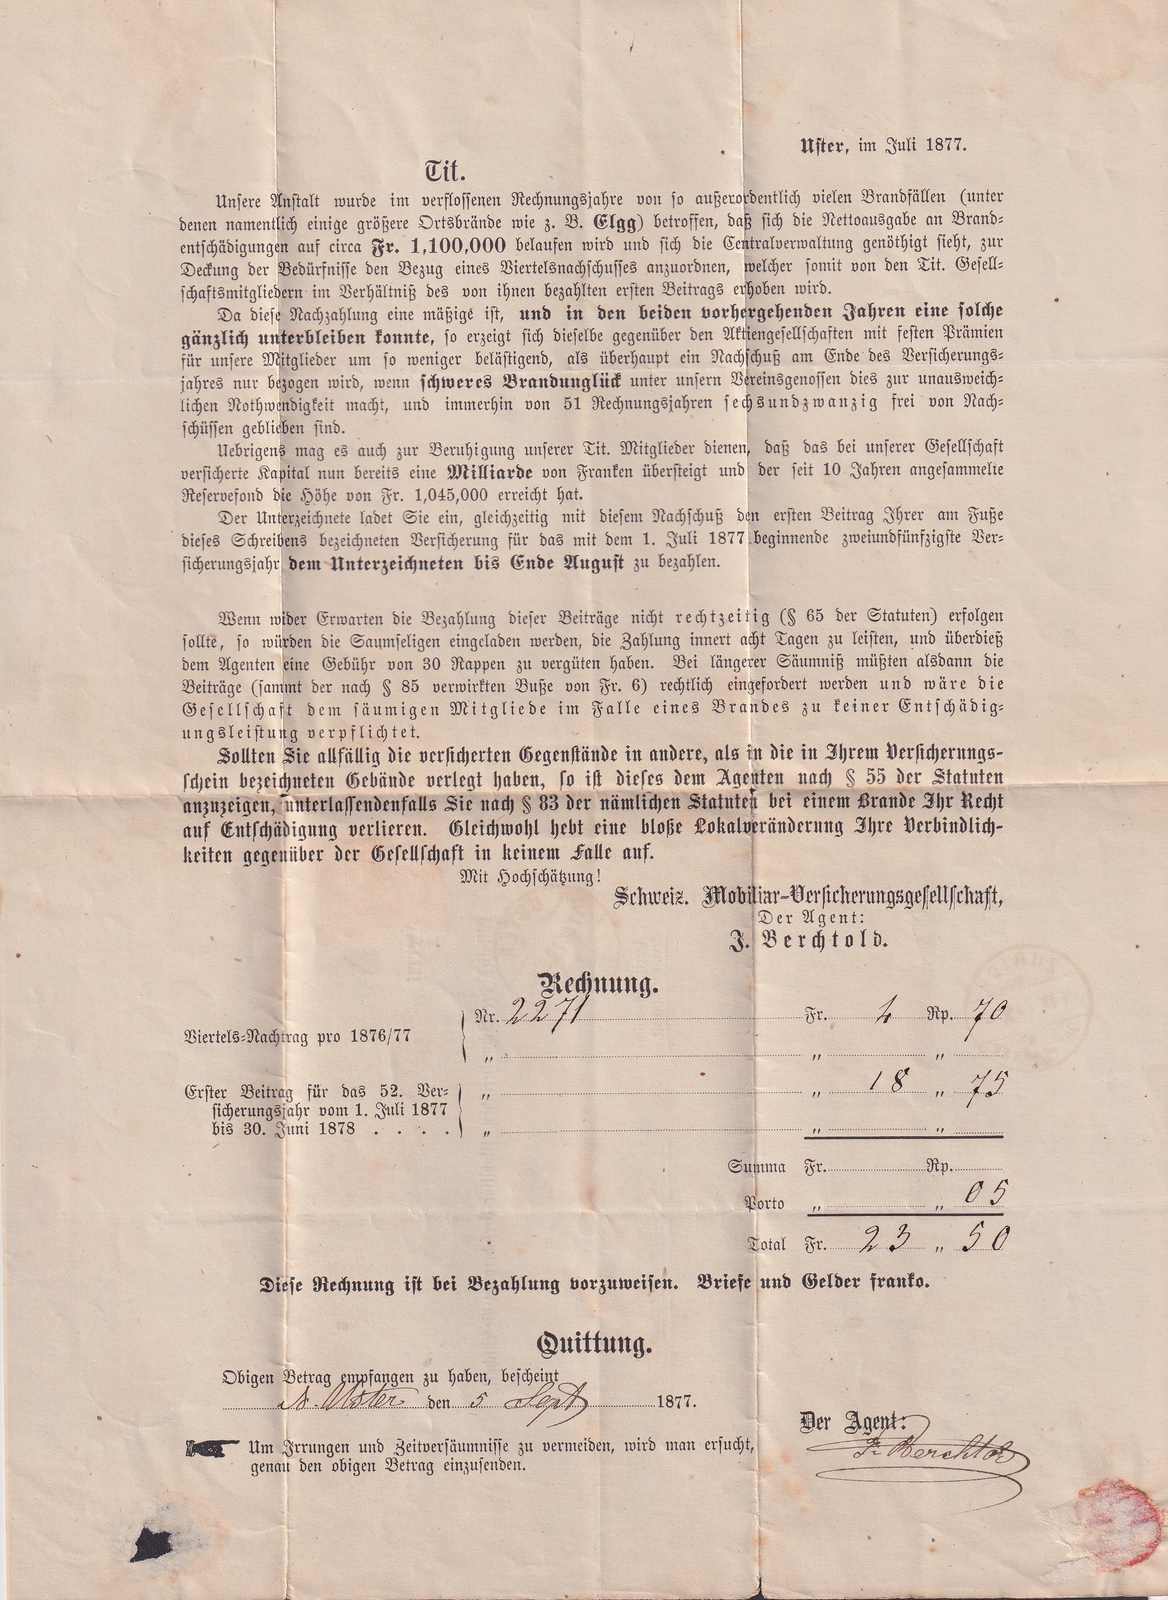 Uster, im Juli 1877.
Tit.
Unsere Anstalt wurde im verflossenen Rechnungsjahre von so außerordentlich vielen Brandfällen (unter
denen namentlich einige größere Ortsbrände wie z. B. Elgg) betroffen, daß sich die Nettoausgabe an Brand-
entschädigungen auf circa Fr. 1,100,000 belaufen wird und sich die Centralverwaltung genöthigt sieht, zur
Deckung der Bedürfnisse den Bezug eines Viertelsnachschusses anzuordnen, welcher somit von den Tit. Gesell-
schaftsmitgliedern im Verhältniß des von ihnen bezahlten ersten Beitrags erhoben wird.
Da diese Nachzahlung eine mäßige ist, und in den beiden vorhergehenden Jahren eine solche
gänzlich unterbleiben konnte, so erzeigt sich dieselbe gegenüber den Aktiengesellschaften mit festen Prämien
für unsere Mitglieder um so weniger belästigend, als überhaupt ein Nachschuß am Ende des Versicherungs-
jahres nur bezogen wird, wenn schweres Brandunglück unter unsern Vereinsgenossen dies zur unausweich-
lichen Nothwendigkeit macht, und immerhin von 51 Rechnungsjahren sechsundzwanzig frei von Nach-
schüssen geblieben sind.
Uebrigens mag es auch zur Beruhigung unserer Tit. Mitglieder dienen, daß das bei unserer Gesellschaft
versicherte Kapital nun bereits eine Milliarde von Franken übersteigt und der seit 10 Jahren angesammelie
Reservefond die Höhe von Fr. 1,045,000 erreicht hat.
Der Unterzeichnete ladet Sie ein, gleichzeitig mit diesem Nachschuß den ersten Beitrag Ihrer am Fuße
dieses Schreibens bezeichneten Versicherung für das mit dem 1. Juli 1877 beginnende zweiundfünfzigste Ver-
sicherungsjahr dem Unterzeichneten bis Ende August zu bezahlen.
Wenn wider Erwarten die Bezahlung dieser Beiträge nicht rechtzeitig (§ 65 der Statuten) erfolgen
sollte, so würden die Saumseligen eingeladen werden, die Zahlung innert acht Tagen zu leisten, und überdieß
dem Agenten eine Gebühr von 30 Rappen zu vergüten haben. Bei längerer Säumniß müßten alsdann die
Beiträge (sammt der nach § 85 verwirkten Buße von Fr. 6) rechtlich eingefordert werden und wäre die
Gesellschaft dem säumigen Mitgliede im Falle eines Brandes zu keiner Entschädig-
ungsleistung verpflichtet.
Sollten Sie allfällig die versicherten Gegenstände in andere, als in die in Ihrem Versicherungs-
schein bezeichneten Gebäude verlegt haben, so ist dieses dem Agenten nach § 55 der Statuten
anzuzeigen, unterlassendenfalls Sie nach § 83 der nämlichen Statuten bei einem Brande Ihr Recht
auf Entschädigung verlieren. Gleichwohl hebt eine bloße Lokalveränderung Ihre Verbindlich-
keiten gegenüber der Gesellschaft in keinem Falle auf.
Mit Hochschätzung!
Schweiz. Mobiliar-Versicherungsgesellschaft,
Der Agent:
J. Berchtold.
Rechnung.
Viertels-Nachtrag pro 1876/77 Nr. 2271 Fr. 4 Rp. 70
" " "
Erster Beitrag für das 52. Ver- " " 18 " 75
sicherungsjahr vom 1. Juli 1877
bis 30. Juni 1878 . . . . " " "
Summa Fr. Rp.
Porto " " 05
Total Fr. 23 " 50
Diese Rechnung ist bei Bezahlung vorzuweisen. Briefe und Gelder franko.
Quittung.
Obigen Betrag empfangen zu haben, bescheint
Uster den 5 Sept 1877.
Der Agent:
J. Berchtold
Um Irrungen und Zeitversäumnisse zu vermeiden, wird man ersucht,
genau den obigen Betrag einzusenden.